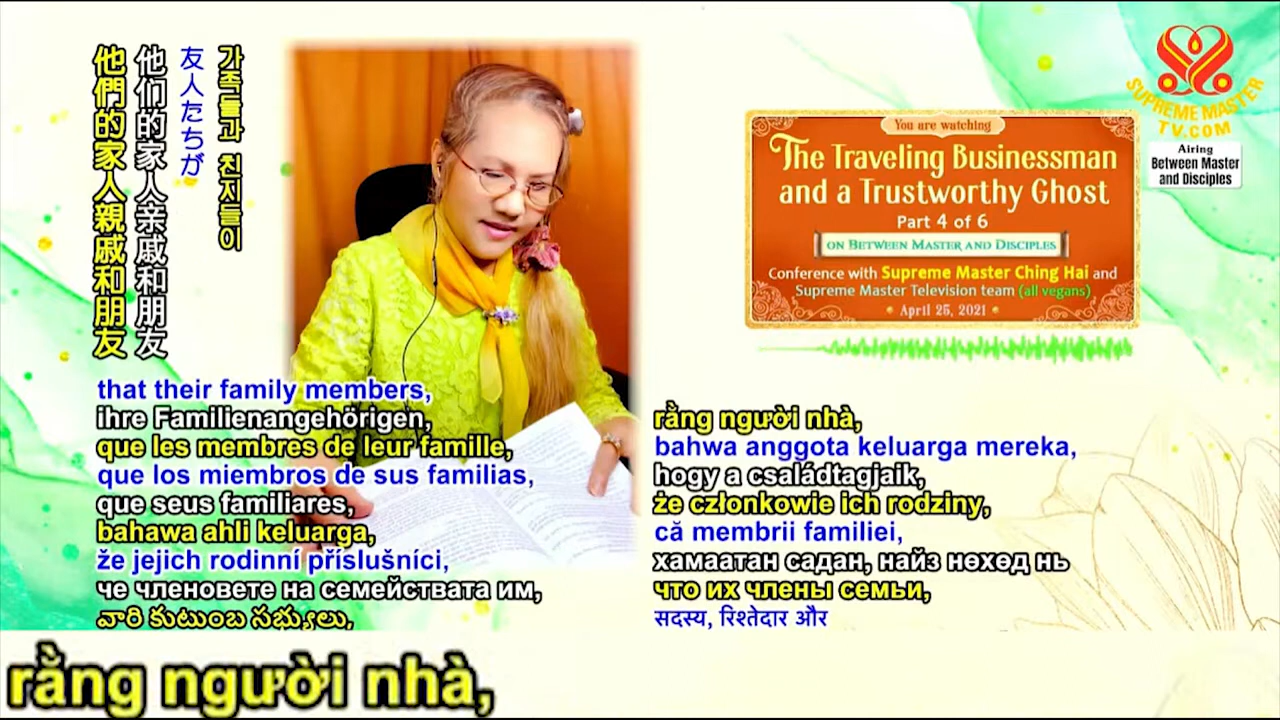 他們的家人親戚和朋友
他们的家人亲戚和朋友
友人たちが
가족들과 친지들이
that their family members,
ihre Familienangehörigen,
que les membres de leur famille,
que los miembros de sus familias,
que seus familiares,
bahawa ahli keluarga,
že jejich rodinní příslušníci,
че членовете на семействата им,
వారి కుటుంబ సభ్యులు,
You are watching
The Traveling Businessman
and a Trustworthy Ghost
Part 4 of 6
ON BETWEEN MASTER AND DISCIPLES
Conference with Supreme Master Ching Hai and
Supreme Master Television team (all vegans)
April 25, 2021
SUPREME MASTER
TV.COM
Airing
Between Master
and Disciples
rằng người nhà,
bahwa anggota keluarga mereka,
hogy a családtagjaik,
że członkowie ich rodziny,
că membrii familiei,
хамаатан садан, найз нөхөд нь
что их члены семьи,
सदस्य, रिश्तेदार और
rằng người nhà,